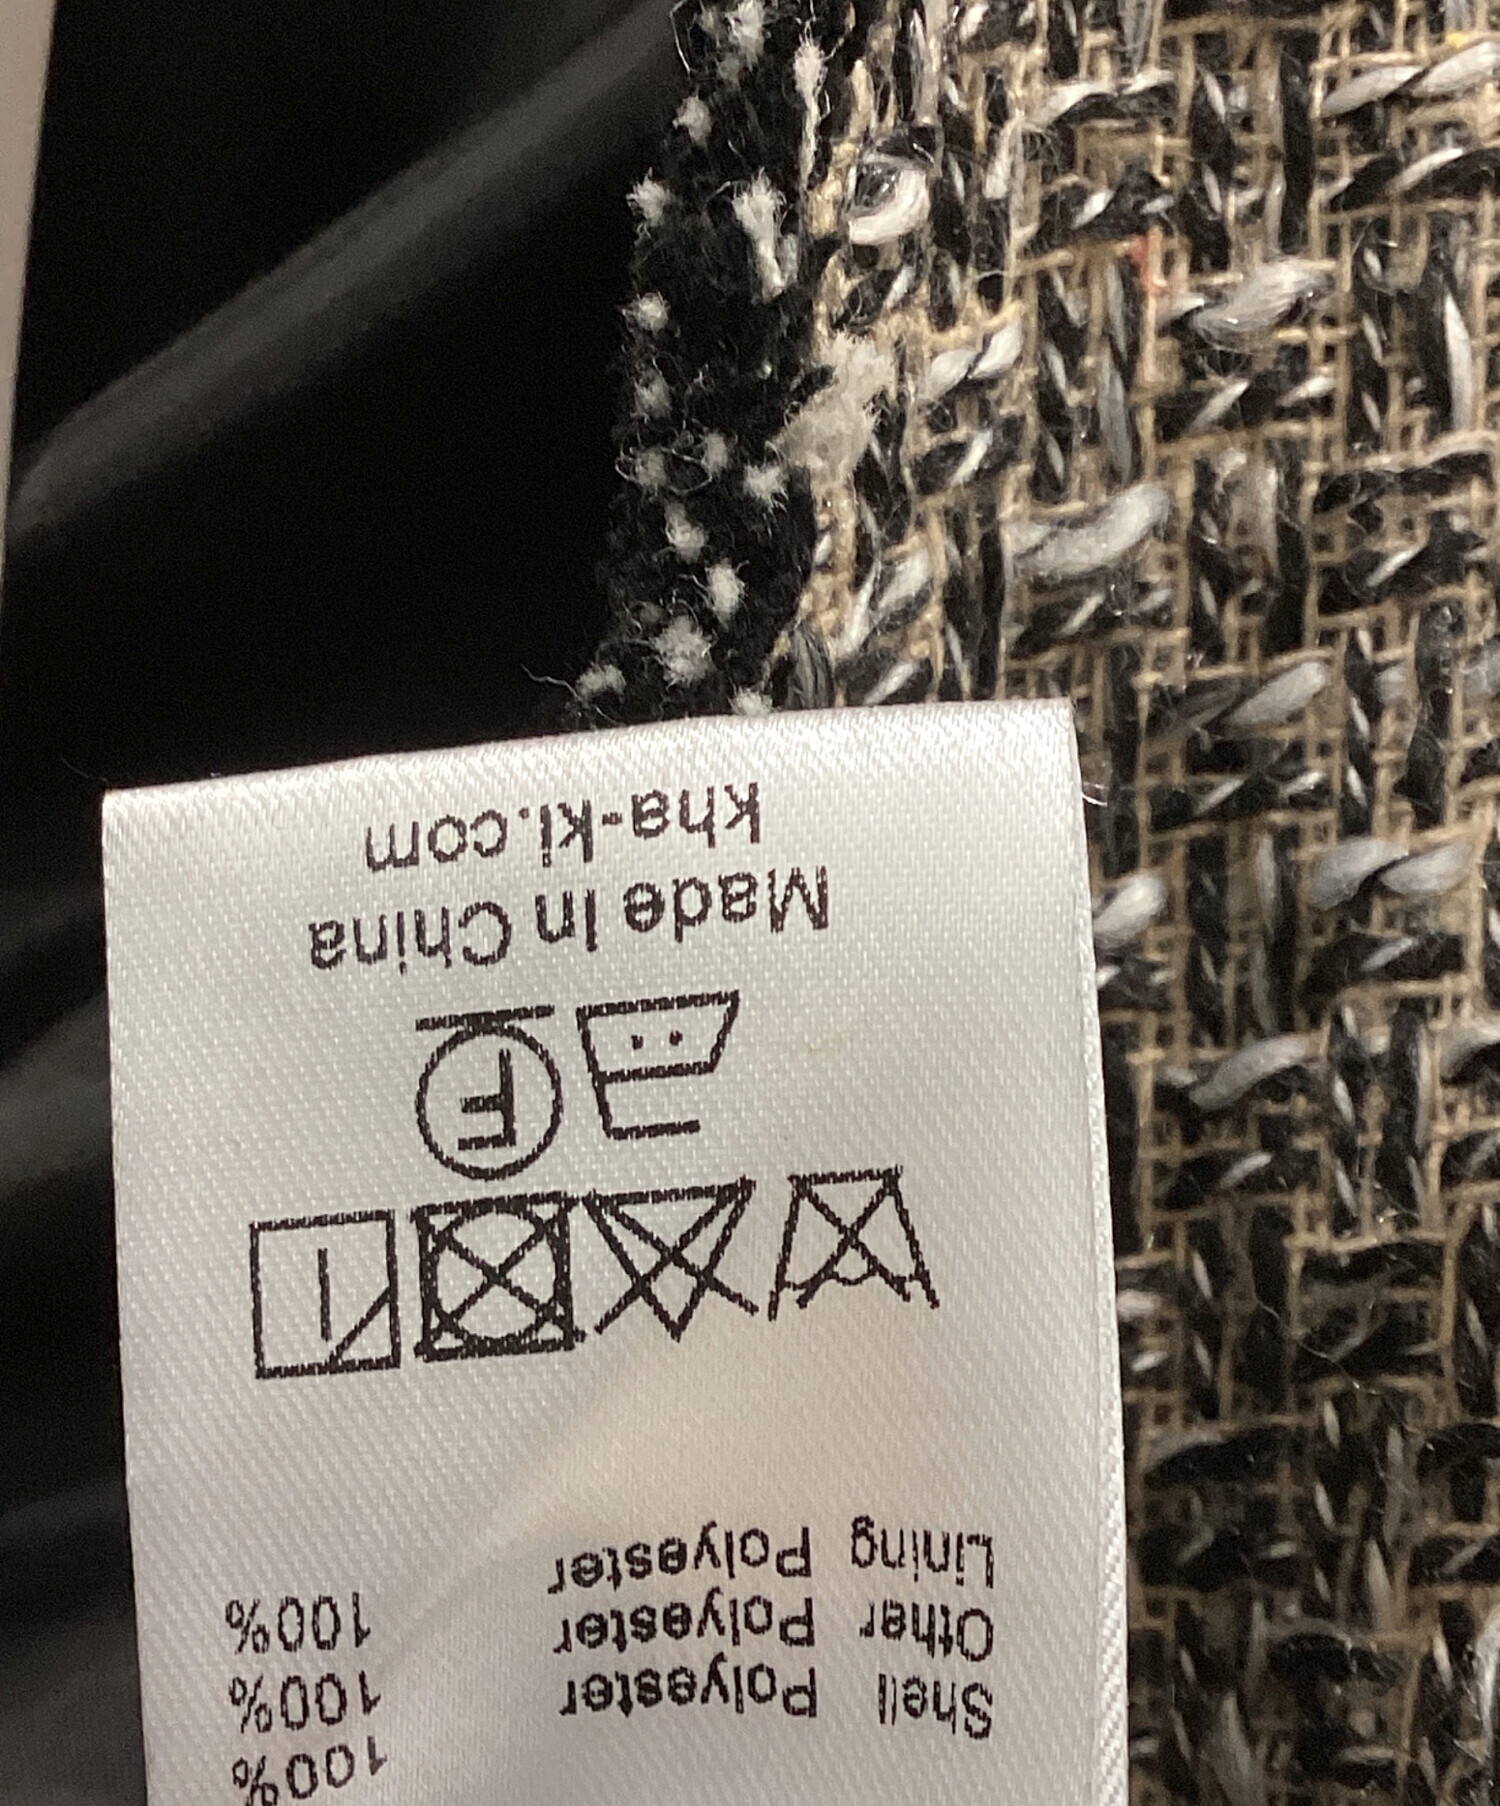 Shell Polyester 100%
Other Polyester 100%
Lining Polyester 100%
F
Made In China
kha-ki.com